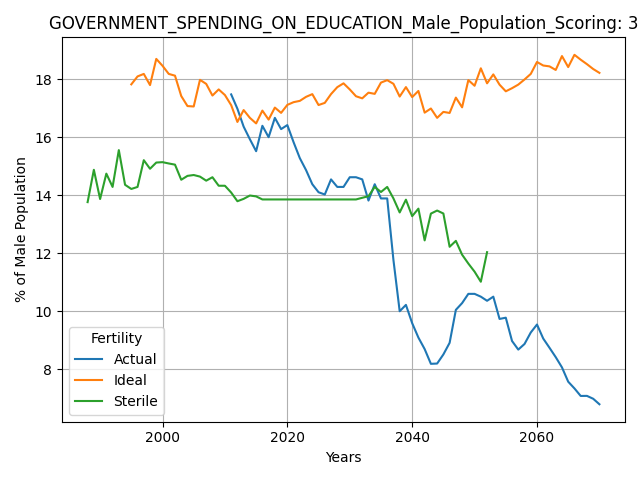 GOVERNMENT_SPENDING_ON_EDUCATION_Male_Population_Scoring: 3
% of Male Population
18
16
14
12
10
8
Fertility
Actual
Ideal
Sterile
2000
2020
2040
2060
Years